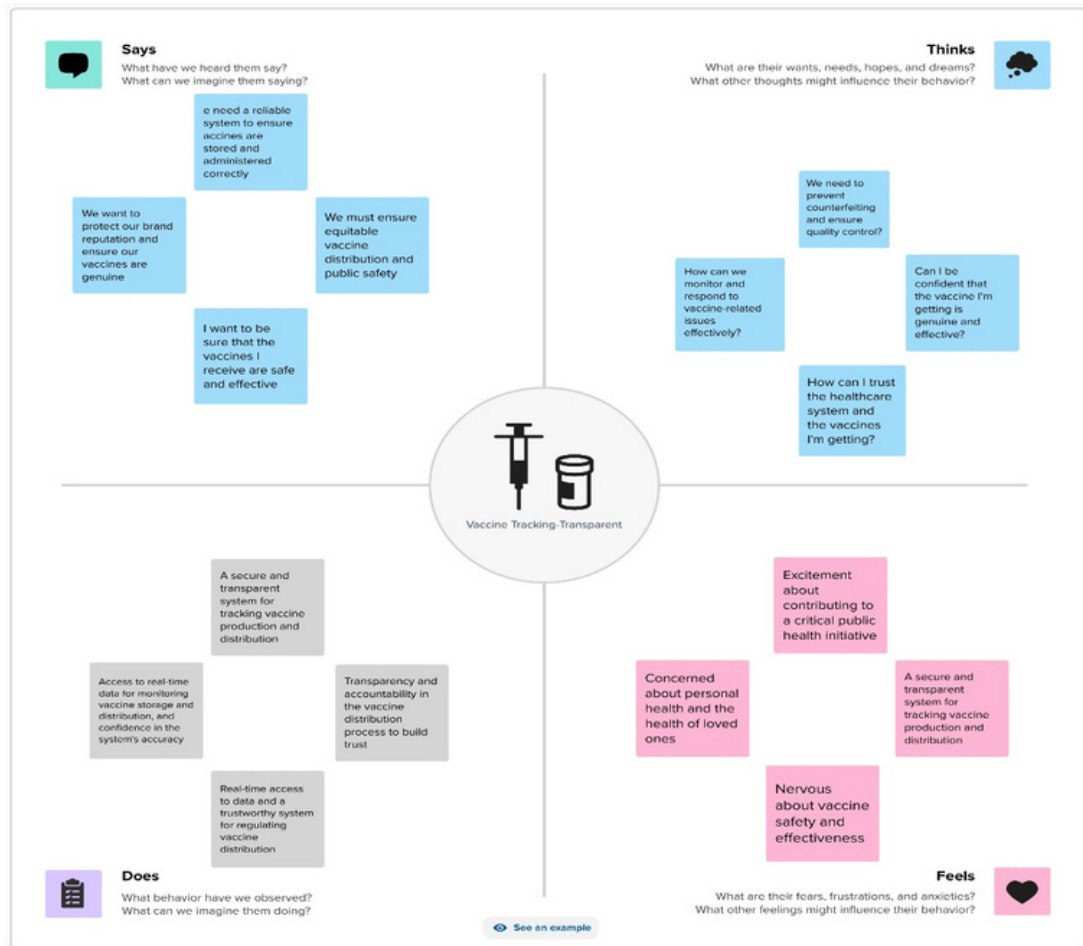 Says
What have we heard them say?
What can we imagine them saying?
e need a reliable
system to ensure
accines are
stored and
administered
correctly
We want to
protect our brand
reputation and
ensure our
vaccines are
genuine
We must ensure
equitable
vaccine
distribution and
public safety
I want to be
sure that the
vaccines I
receive are safe
and effective
Thinks
What are their wants, needs, hopes, and dreams?
What other thoughts might influence their behavior?
We need to
prevent
counterfeiting
and ensure
quality control?
How can we
monitor and
respond to
vaccine-related
issues
effectively?
Can I be
confident that
the vaccine I'm
getting is
genuine and
effective?
How can I trust
the healthcare
system and
the vaccines
I'm getting?
Vaccine Tracking-Transparent
A secure and
transparent
system for
tracking vaccine
production and
distribution
Access to real-time
data for monitoring
vaccine storage and
distribution, and
confidence in the
system's accuracy
Transparency and
accountability in
the vaccine
distribution
process to build
trust
Real-time access
to data and a
trustworthy system
for regulating
vaccine
distribution
Does
What behavior have we observed?
What can we imagine them doing?
Excitement
about
contributing to
a critical public
health initiative
Concerned
about personal
health and the
health of loved
ones
A secure and
transparent
system for
tracking vaccine
production and
distribution
Nervous
about vaccine
safety and
effectiveness
Feels
What are their fears, frustrations, and anxieties?
What other feelings might influence their behavior?
See an example